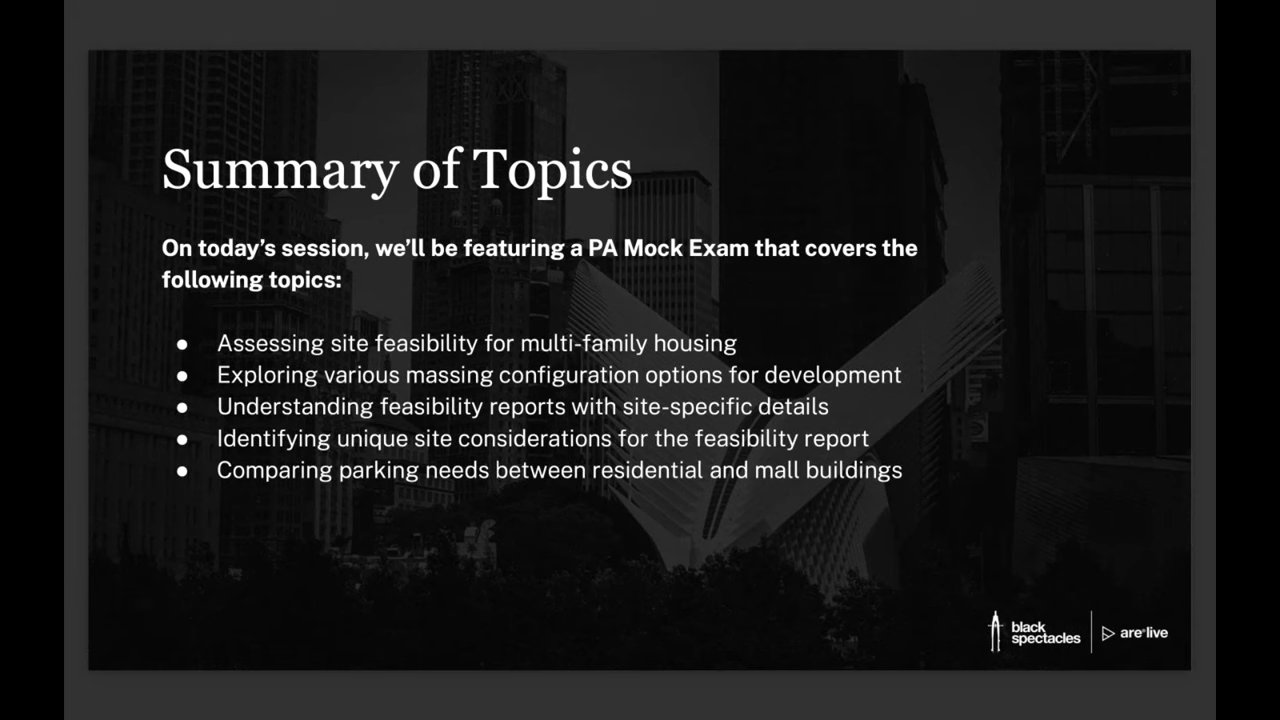 Summary of Topics
On today’s session, we’ll be featuring a PA Mock Exam that covers the
following topics:
● Assessing site feasibility for multi-family housing
● Exploring various massing configuration options for development
● Understanding feasibility reports with site-specific details
● Identifying unique site considerations for the feasibility report
● Comparing parking needs between residential and mall buildings
black
spectacles
are®live